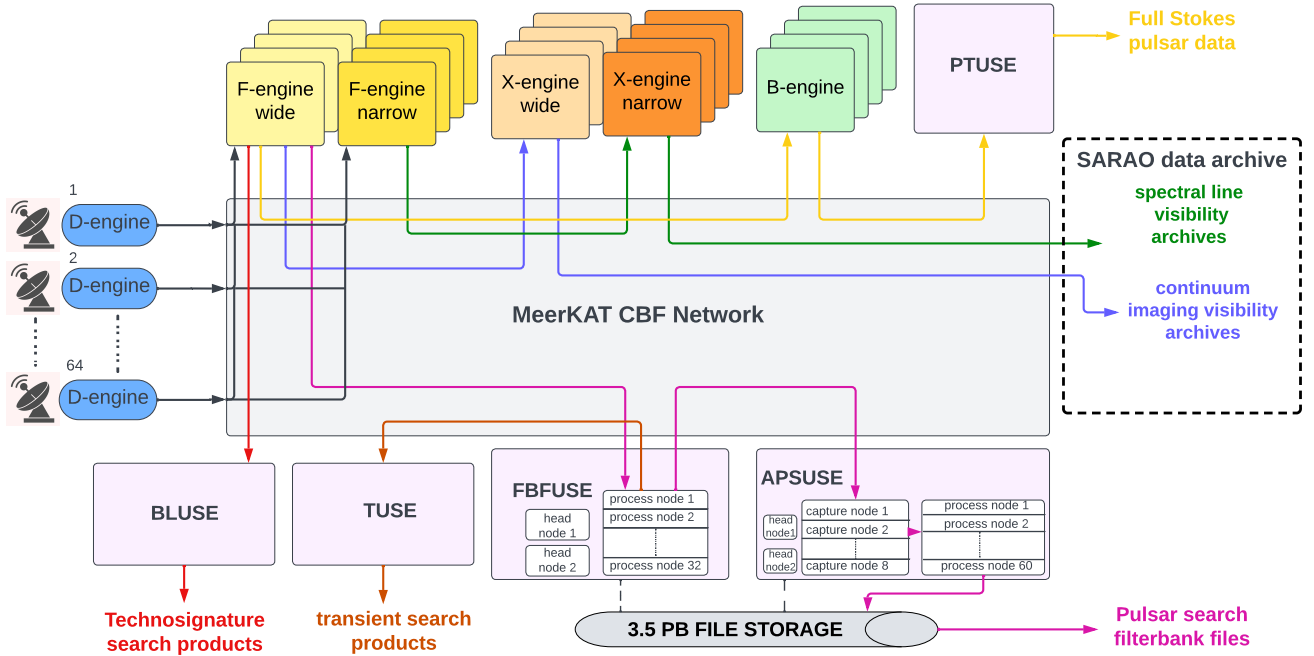 F-engine
wide
F-engine
narrow
X-engine
wide
X-engine
narrow
B-engine
PTUSE
Full Stokes
pulsar data
SARAO data archive
spectral line
visibility
archives
continuum
imaging visibility
archives
1
D-engine
2
D-engine
64
D-engine
MeerKAT CBF Network
BLUSE
TUSE
FBFUSE
head
node 1
head
node 2
process node 1
process node 2
process node 32
APSUSE
head
node1
head
node2
capture node 1
capture node 2
capture node 8
process node 1
process node 2
process node 60
Technosignature
search products
transient search
products
3.5 PB FILE STORAGE
Pulsar search
filterbank files